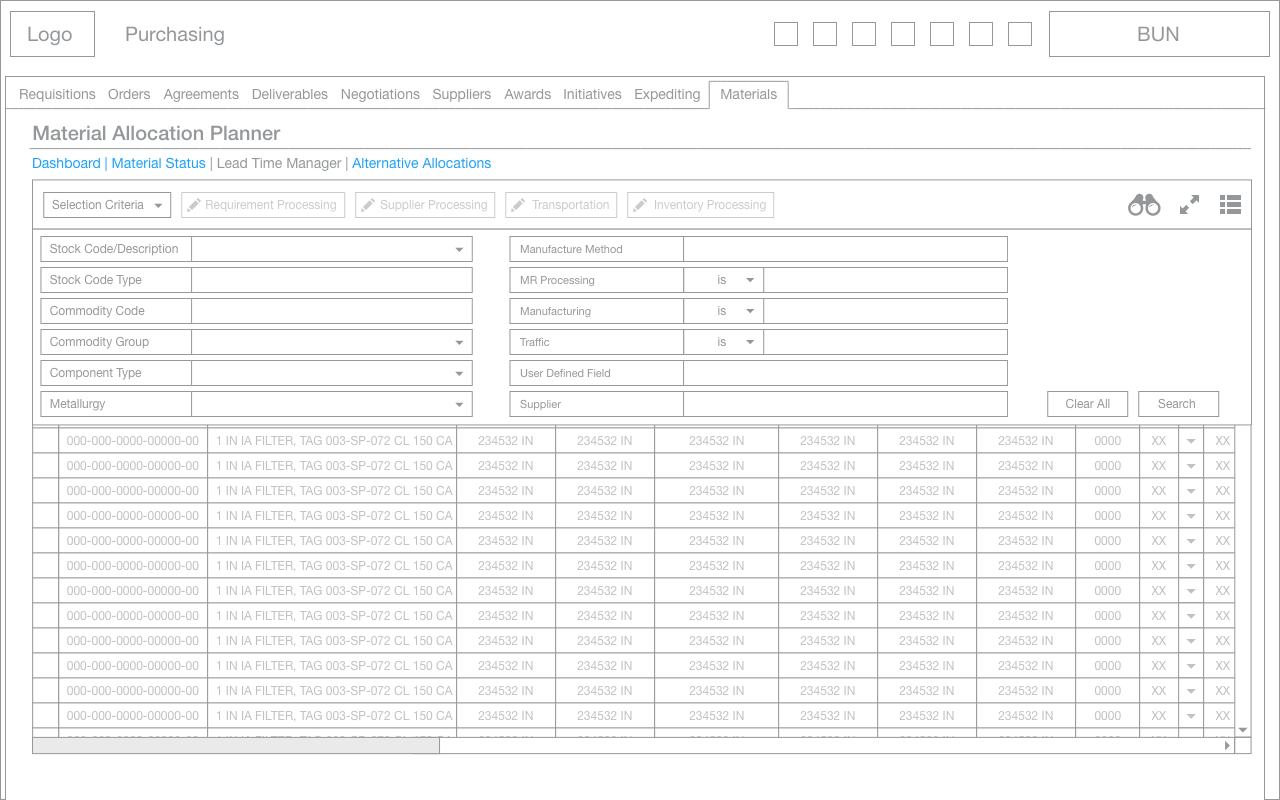 Logo Purchasing BUN
Requisitions Orders Agreements Deliverables Negotiations Suppliers Awards Initiatives Expediting Materials
Material Allocation Planner
Dashboard | Material Status | Lead Time Manager | Alternative Allocations
Selection Criteria Requirement Processing Supplier Processing Transportation Inventory Processing
Stock Code/Description Manufacture Method
Stock Code Type MR Processing is
Commodity Code Manufacturing is
Commodity Group Traffic is
Component Type User Defined Field
Metallurgy Supplier Clear All Search
000-000-0000-00000-00 1 IN IA FILTER, TAG 003-SP-072 CL 150 CA 234532 IN 234532 IN 234532 IN 234532 IN 234532 IN 234532 IN 0000 XX XX
000-000-0000-00000-00 1 IN IA FILTER, TAG 003-SP-072 CL 150 CA 234532 IN 234532 IN 234532 IN 234532 IN 234532 IN 234532 IN 0000 XX XX
000-000-0000-00000-00 1 IN IA FILTER, TAG 003-SP-072 CL 150 CA 234532 IN 234532 IN 234532 IN 234532 IN 234532 IN 234532 IN 0000 XX XX
000-000-0000-00000-00 1 IN IA FILTER, TAG 003-SP-072 CL 150 CA 234532 IN 234532 IN 234532 IN 234532 IN 234532 IN 234532 IN 0000 XX XX
000-000-0000-00000-00 1 IN IA FILTER, TAG 003-SP-072 CL 150 CA 234532 IN 234532 IN 234532 IN 234532 IN 234532 IN 234532 IN 0000 XX XX
000-000-0000-00000-00 1 IN IA FILTER, TAG 003-SP-072 CL 150 CA 234532 IN 234532 IN 234532 IN 234532 IN 234532 IN 234532 IN 0000 XX XX
000-000-0000-00000-00 1 IN IA FILTER, TAG 003-SP-072 CL 150 CA 234532 IN 234532 IN 234532 IN 234532 IN 234532 IN 234532 IN 0000 XX XX
000-000-0000-00000-00 1 IN IA FILTER, TAG 003-SP-072 CL 150 CA 234532 IN 234532 IN 234532 IN 234532 IN 234532 IN 234532 IN 0000 XX XX
000-000-0000-00000-00 1 IN IA FILTER, TAG 003-SP-072 CL 150 CA 234532 IN 234532 IN 234532 IN 234532 IN 234532 IN 234532 IN 0000 XX XX
000-000-0000-00000-00 1 IN IA FILTER, TAG 003-SP-072 CL 150 CA 234532 IN 234532 IN 234532 IN 234532 IN 234532 IN 234532 IN 0000 XX XX
000-000-0000-00000-00 1 IN IA FILTER, TAG 003-SP-072 CL 150 CA 234532 IN 234532 IN 234532 IN 234532 IN 234532 IN 234532 IN 0000 XX XX
000-000-0000-00000-00 1 IN IA FILTER, TAG 003-SP-072 CL 150 CA 234532 IN 234532 IN 234532 IN 234532 IN 234532 IN 234532 IN 0000 XX XX